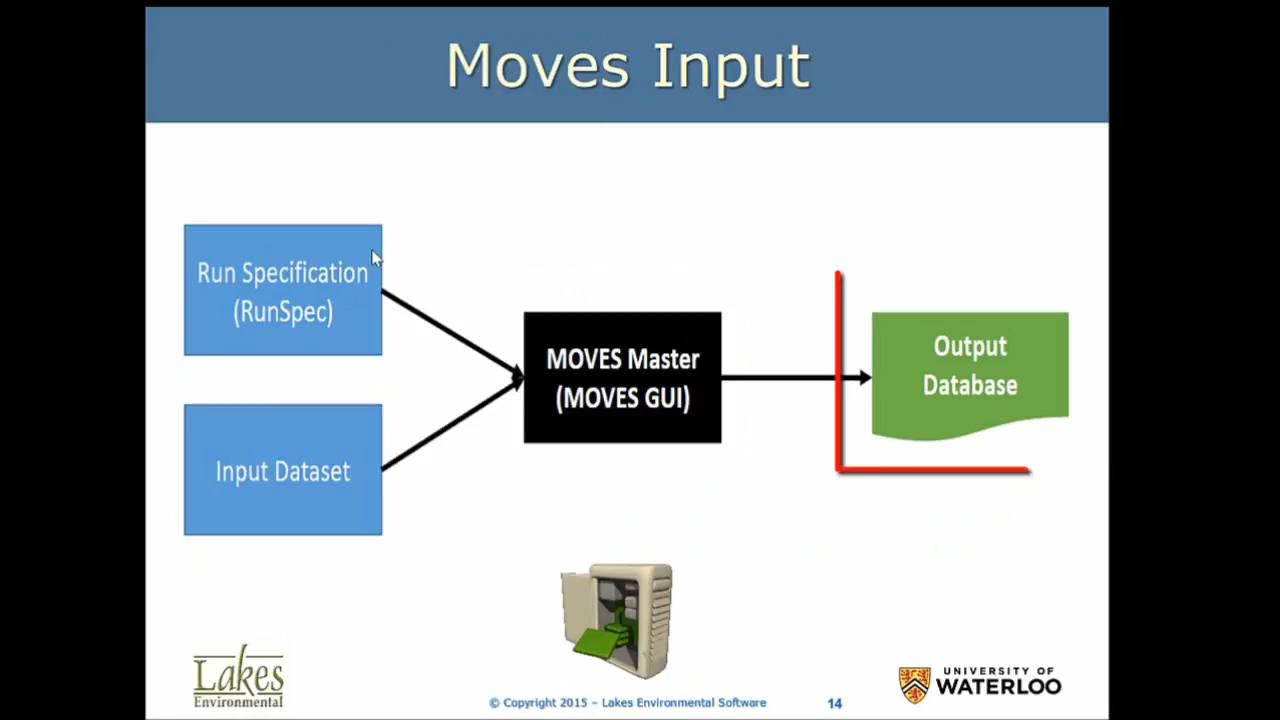 Moves Input
Run Specification
(RunSpec)
Input Dataset
MOVES Master
(MOVES GUI)
Output
Database
Lakes
Environmental
© Copyright 2015 – Lakes Environmental Software
14
UNIVERSITY OF
WATERLOO